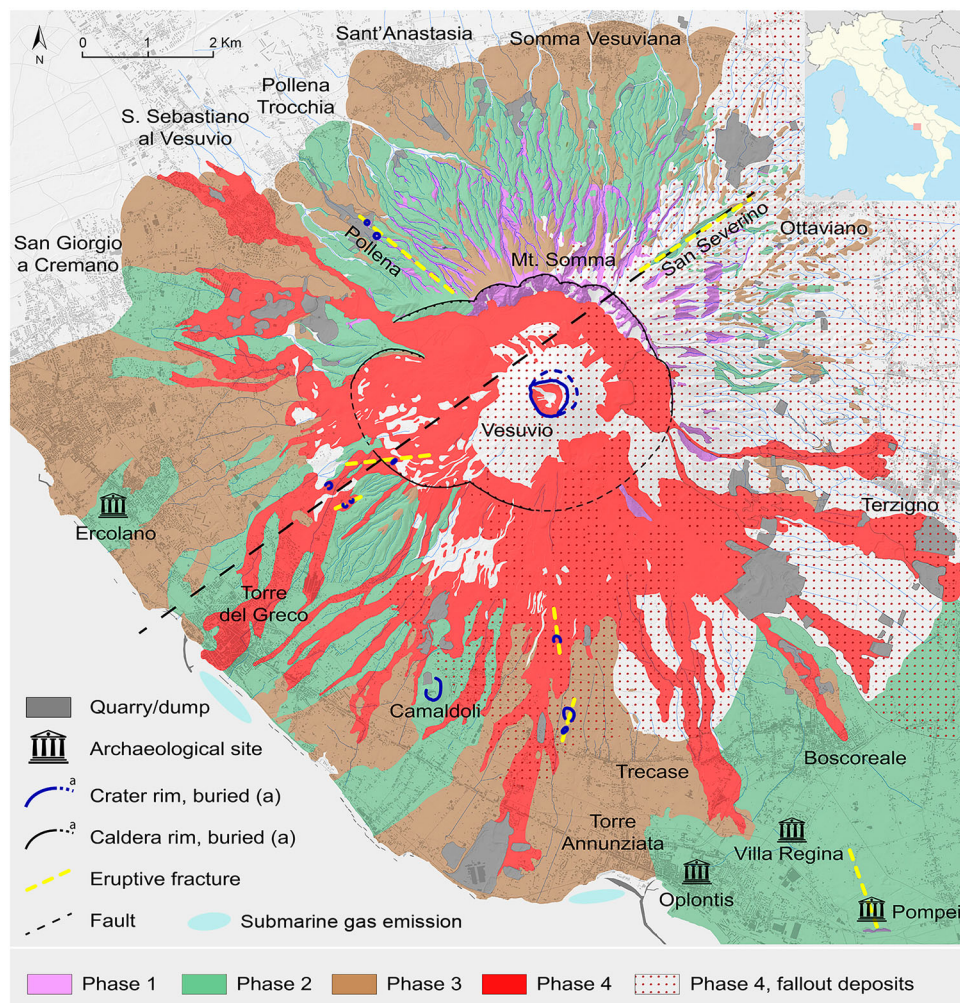 0 1 2 Km
N
Sant'Anastasia
Somma Vesuviana
Pollena
Trocchia
S. Sebastiano
al Vesuvio
San Giorgio
a Cremano
Pollena
Mt. Somma
San Severino
Ottaviano
Vesuvio
Terzigno
Ercolano
Torre
del Greco
Camaldoli
Boscoreale
Trecase
Torre
Annunziata
Villa Regina
Oplontis
Pompei
Quarry/dump
Archaeological site
a
Crater rim, buried (a)
a
Caldera rim, buried (a)
Eruptive fracture
Fault
Submarine gas emission
Phase 1
Phase 2
Phase 3
Phase 4
Phase 4, fallout deposits